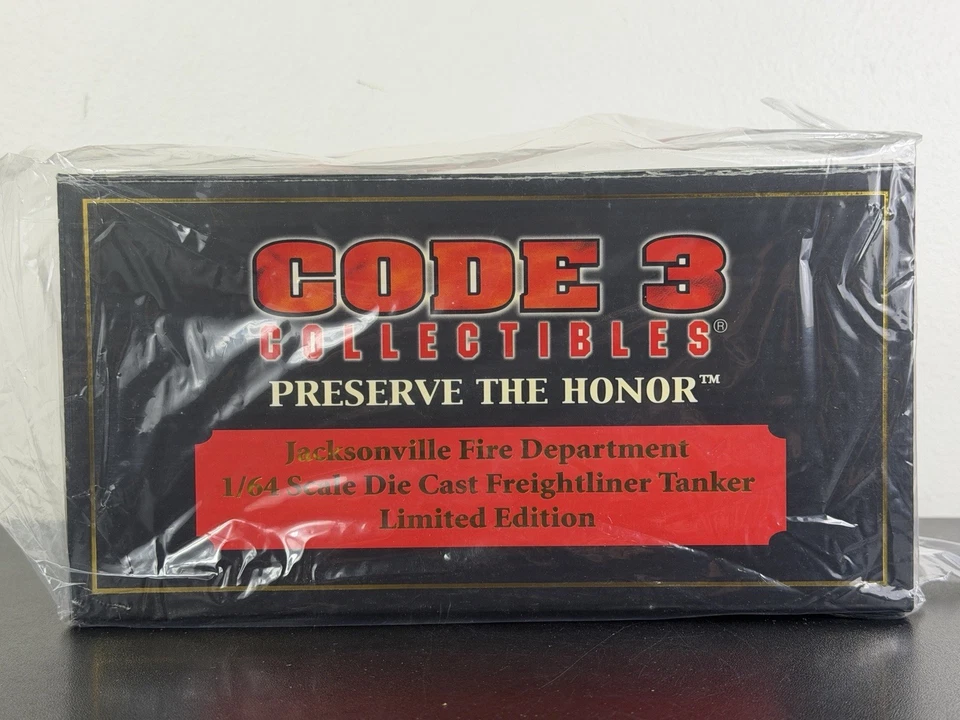 CODE 3
COLLECTIBLES®
PRESERVE THE HONOR™
Jacksonville Fire Department
1/64 Scale Die Cast Freightliner Tanker
Limited Edition